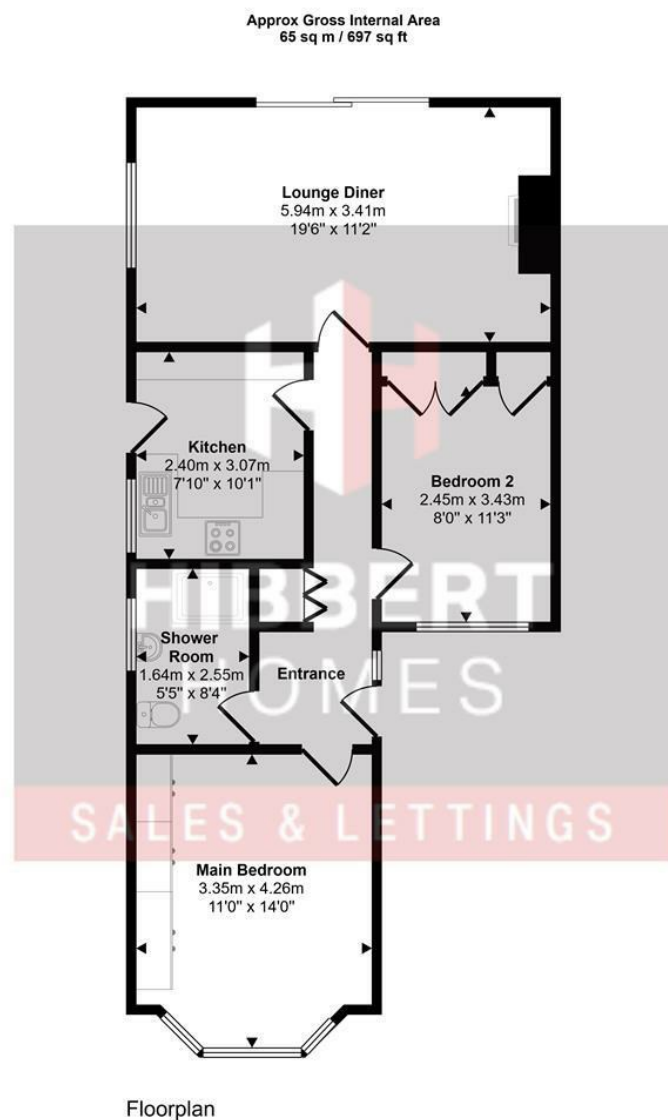 Approx Gross Internal Area
65 sq m / 697 sq ft
Lounge Diner
5.94m x 3.41m
19'6" x 11'2"
Kitchen
2.40m x 3.07m
7'10" x 10'1"
Bedroom 2
2.45m x 3.43m
8'0" x 11'3"
HIBBERT
HOMES
Shower
Room
1.64m x 2.55m
5'5" x 8'4"
Entrance
SALES & LETTINGS
Main Bedroom
3.35m x 4.26m
11'0" x 14'0"
Floorplan